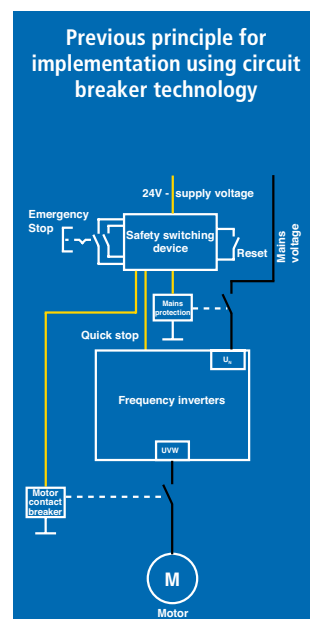 Previous principle for
implementation using circuit
breaker technology
24V - supply voltage
Emergency
Stop
Safety switching
device
Reset
Mains
voltage
Mains
protection
Quick stop
U_N
Frequency inverters
UVW
Motor
contact
breaker
M
Motor